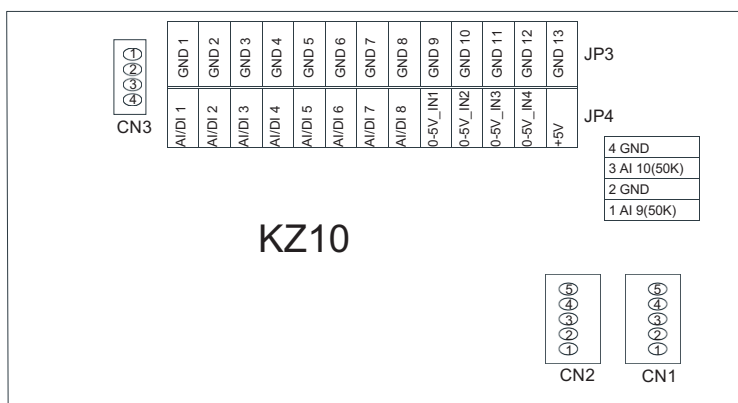 GND 1 GND 2 GND 3 GND 4 GND 5 GND 6 GND 7 GND 8 GND 9 GND 10 GND 11 GND 12 GND 13 JP3
1
2
3
4
CN3
AI/DI 1 AI/DI 2 AI/DI 3 AI/DI 4 AI/DI 5 AI/DI 6 AI/DI 7 AI/DI 8 0-5V_IN1 0-5V_IN2 0-5V_IN3 0-5V_IN4 +5V JP4
4 GND
3 AI 10(50K)
2 GND
1 AI 9(50K)
KZ10
5
4
3
2
1
CN2
5
4
3
2
1
CN1